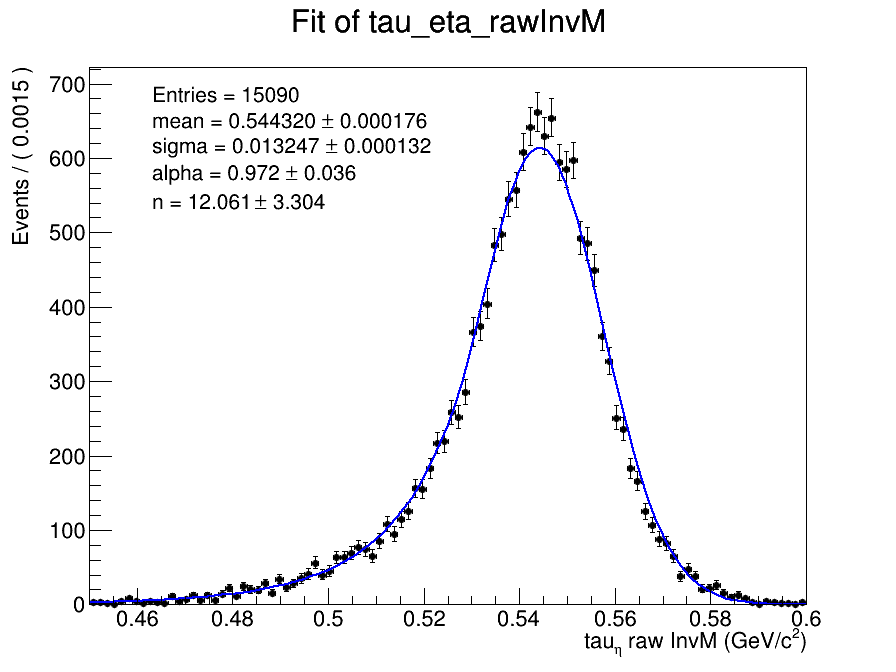 Fit of tau_eta_rawInvM
Events / ( 0.0015 )
700
600
500
400
300
200
100
0
Entries = 15090
mean = 0.544320 ± 0.000176
sigma = 0.013247 ± 0.000132
alpha = 0.972 ± 0.036
n = 12.061 ± 3.304
0.46 0.48 0.5 0.52 0.54 0.56 0.58 0.6
tau_η raw InvM (GeV/c²)